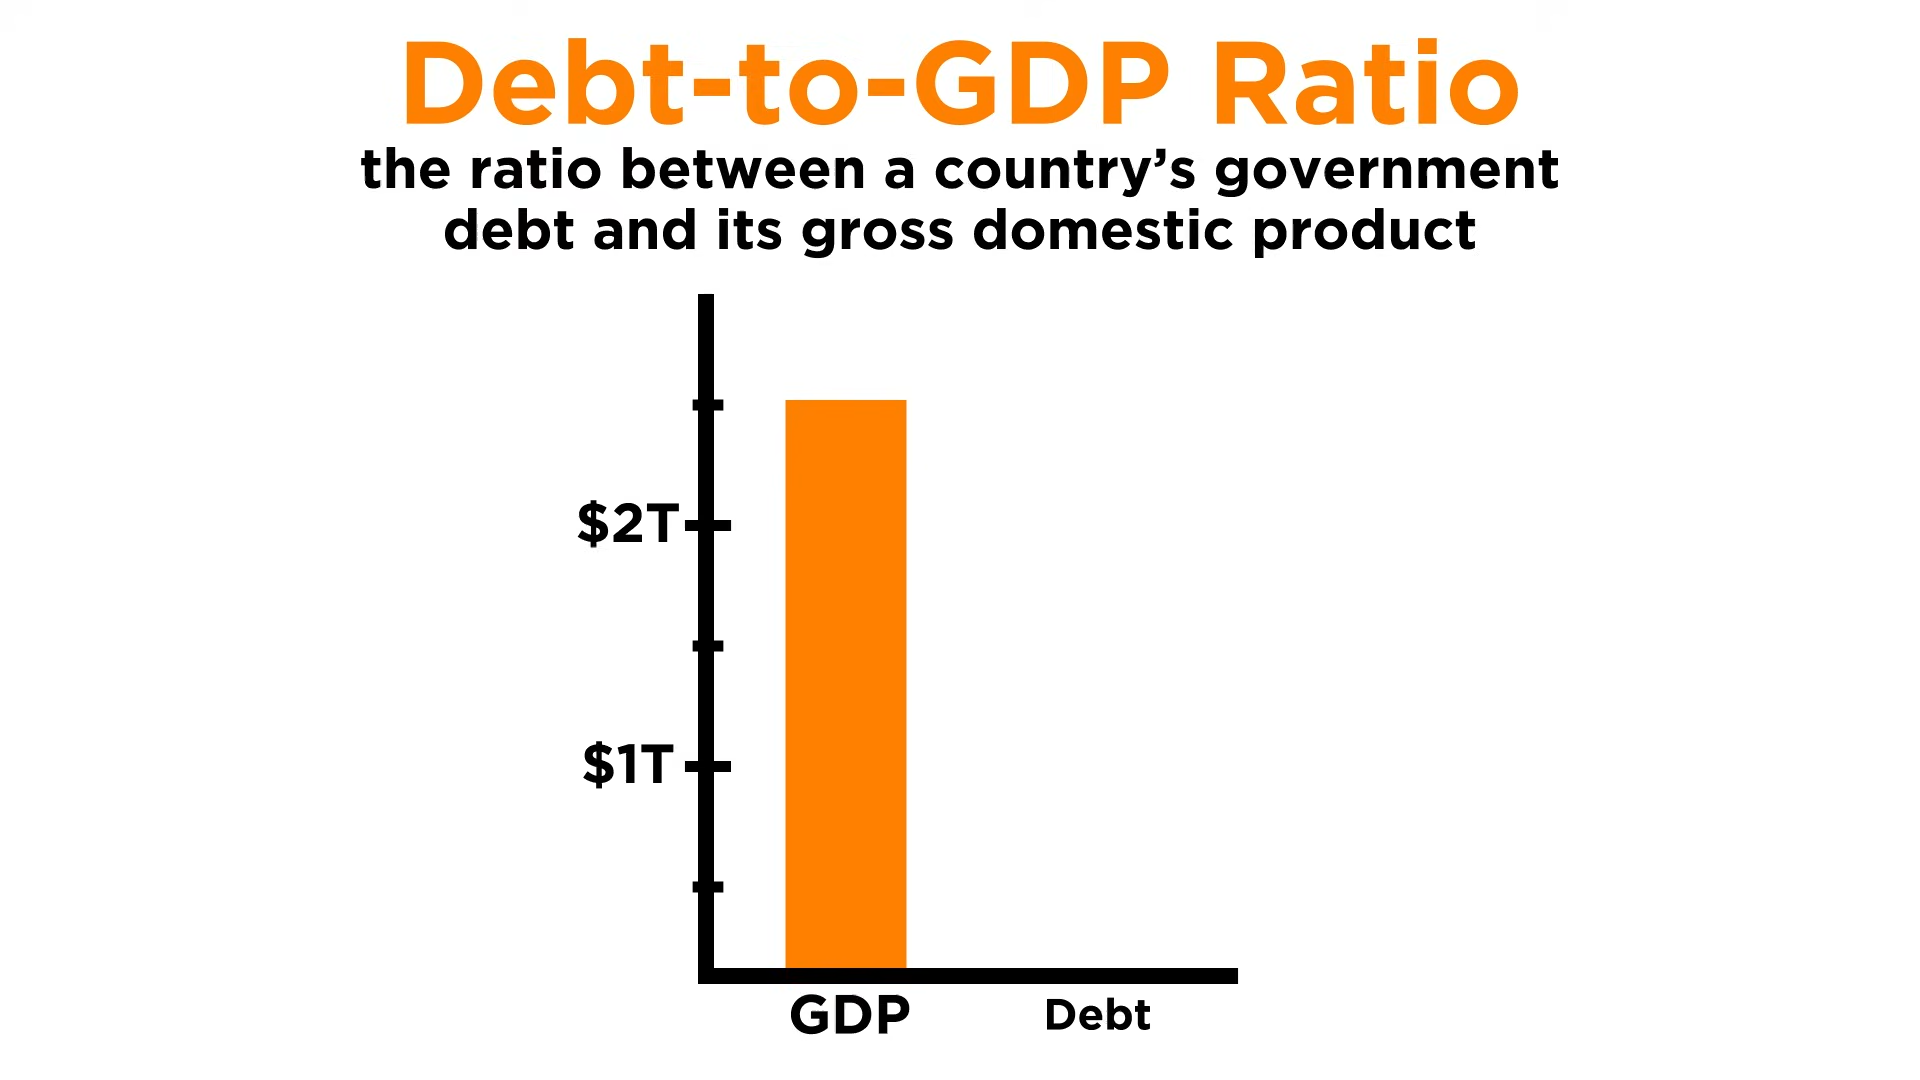 Debt-to-GDP Ratio
the ratio between a country’s government
debt and its gross domestic product
$2T
$1T
GDP
Debt